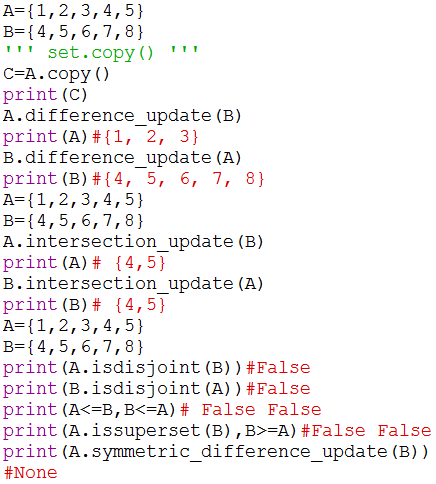 A={1,2,3,4,5}
B={4,5,6,7,8}
''' set.copy() '''
C=A.copy()
print(C)
A.difference_update(B)
print(A)#{1, 2, 3}
B.difference_update(A)
print(B)#{4, 5, 6, 7, 8}
A={1,2,3,4,5}
B={4,5,6,7,8}
A.intersection_update(B)
print(A)# {4,5}
B.intersection_update(A)
print(B)# {4,5}
A={1,2,3,4,5}
B={4,5,6,7,8}
print(A.isdisjoint(B))#False
print(B.isdisjoint(A))#False
print(A<=B,B<=A)# False False
print(A.issuperset(B),B>=A)#False False
print(A.symmetric_difference_update(B))
#None